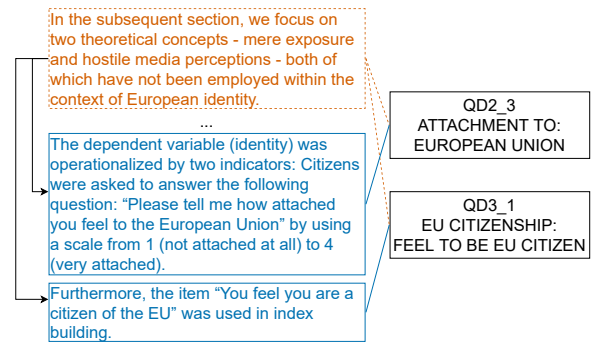 In the subsequent section, we focus on
two theoretical concepts - mere exposure
and hostile media perceptions - both of
which have not been employed within the
context of European identity.
...
The dependent variable (identity) was
operationalized by two indicators: Citizens
were asked to answer the following
question: “Please tell me how attached
you feel to the European Union” by using
a scale from 1 (not attached at all) to 4
(very attached).
Furthermore, the item “You feel you are a
citizen of the EU” was used in index
building.
QD2_3
ATTACHMENT TO:
EUROPEAN UNION
QD3_1
EU CITIZENSHIP:
FEEL TO BE EU CITIZEN